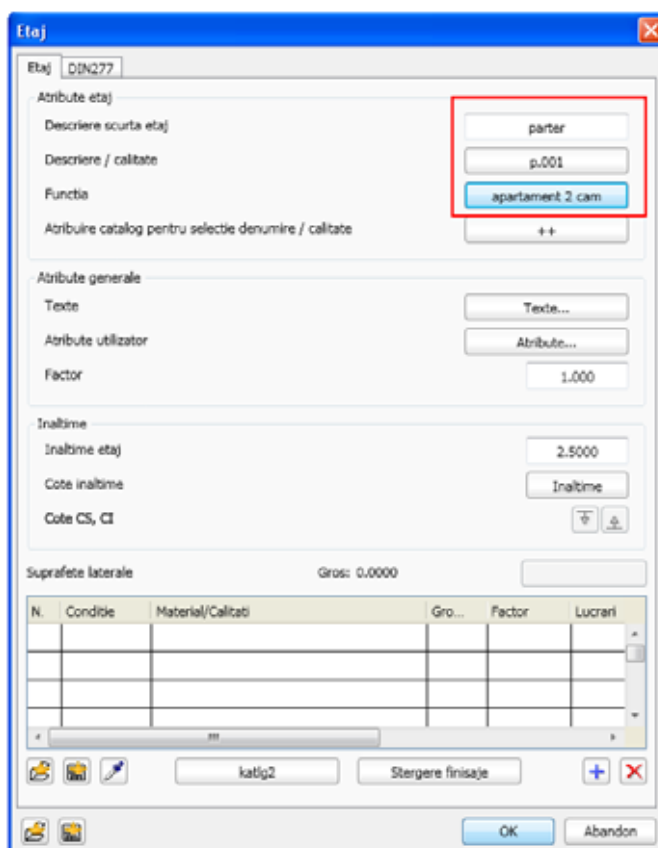 Etaj
Etaj DIN277
Atribute etaj
Descriere scurta etaj parter
Descriere / calitate p.001
Functia apartament 2 cam
Atribuire catalog pentru selectie denumire / calitate ++
Atribute generale
Texte Texte...
Atribute utilizator Atribute...
Factor 1.000
Inaltime
Inaltime etaj 2.5000
Cote inaltime Inaltime
Cote CS, CI
Suprafete laterale Gros: 0.0000
N. Conditie Material/Calitati Gro... Factor Lucrari
katlg2 Stergere finisaje
OK Abandon